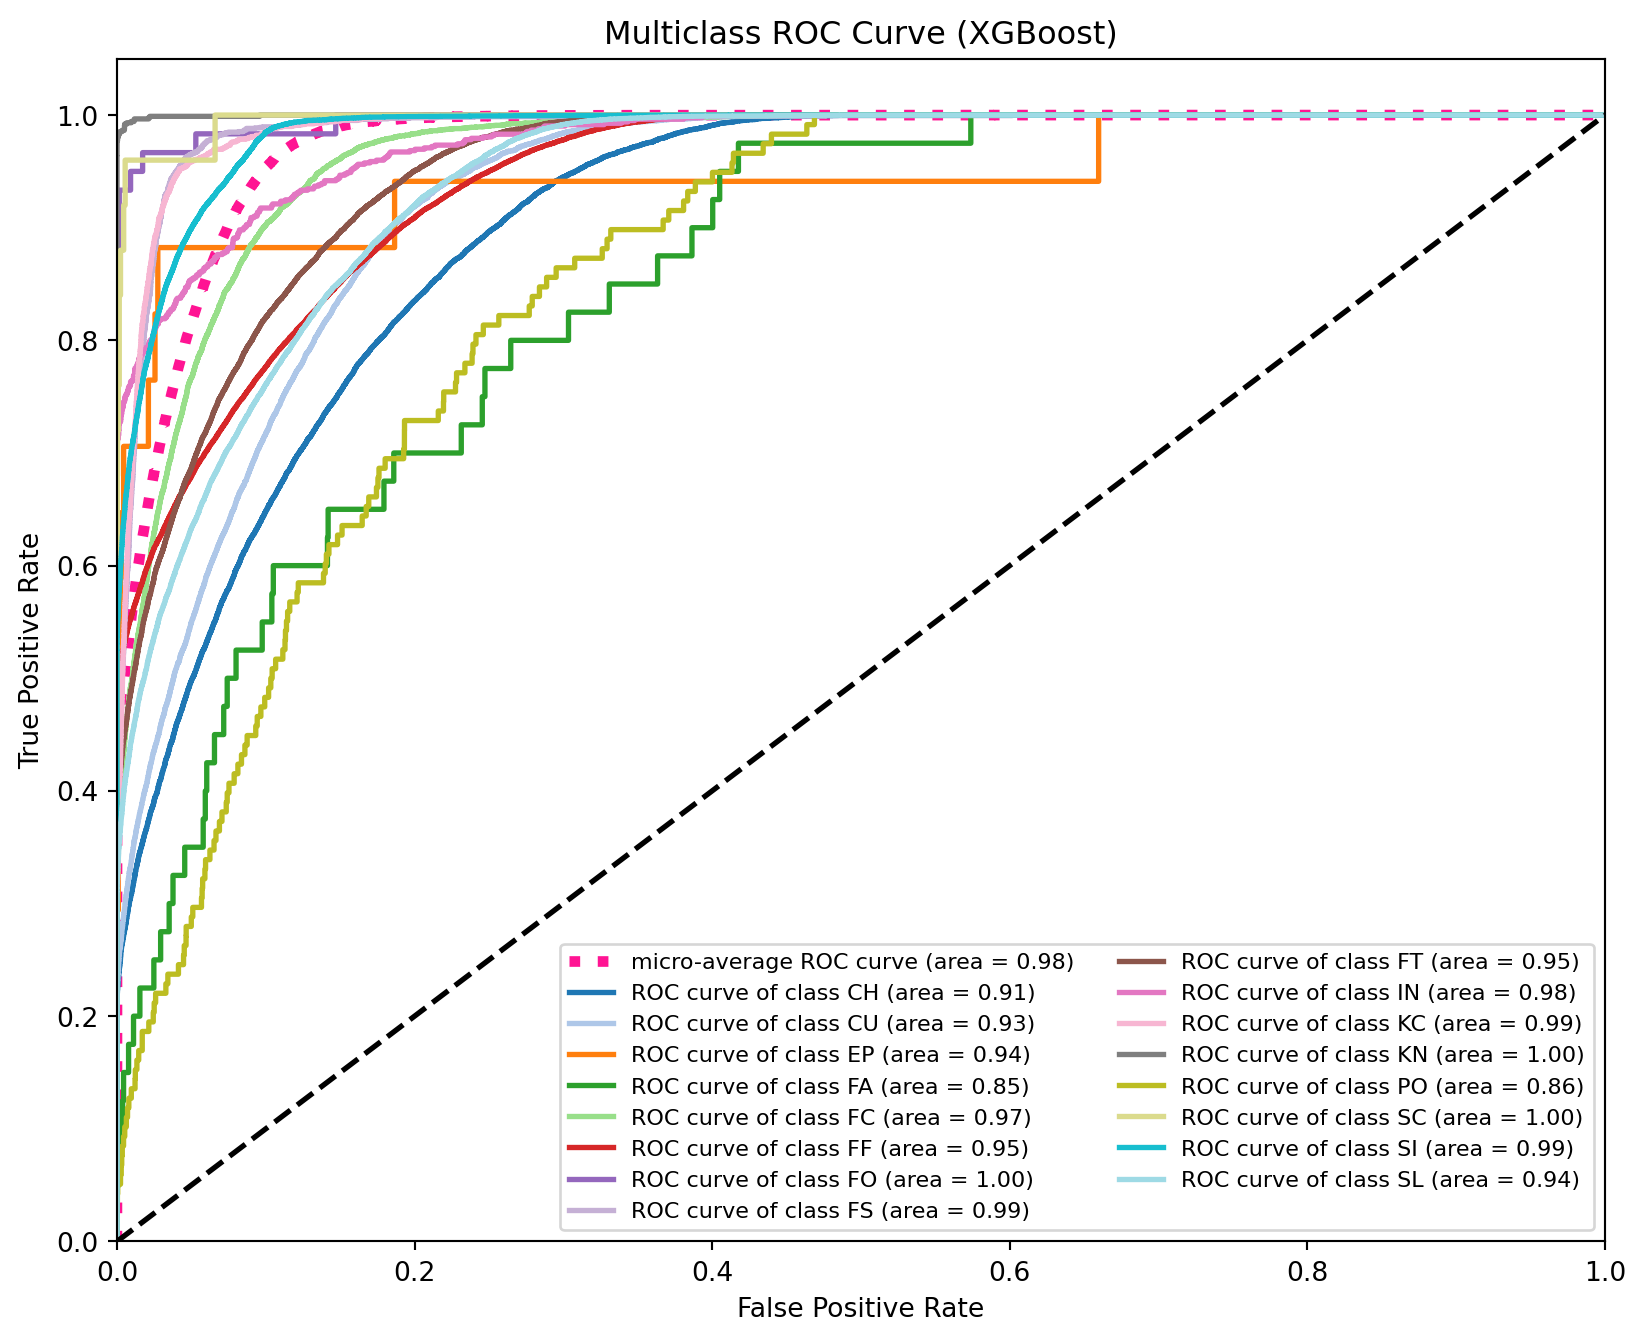 Multiclass ROC Curve (XGBoost)
True Positive Rate
1.0
0.8
0.6
0.4
0.2
0.0
micro-average ROC curve (area = 0.98)
ROC curve of class CH (area = 0.91)
ROC curve of class CU (area = 0.93)
ROC curve of class EP (area = 0.94)
ROC curve of class FA (area = 0.85)
ROC curve of class FC (area = 0.97)
ROC curve of class FF (area = 0.95)
ROC curve of class FO (area = 1.00)
ROC curve of class FS (area = 0.99)
ROC curve of class FT (area = 0.95)
ROC curve of class IN (area = 0.98)
ROC curve of class KC (area = 0.99)
ROC curve of class KN (area = 1.00)
ROC curve of class PO (area = 0.86)
ROC curve of class SC (area = 1.00)
ROC curve of class SI (area = 0.99)
ROC curve of class SL (area = 0.94)
0.0 0.2 0.4 0.6 0.8 1.0
False Positive Rate